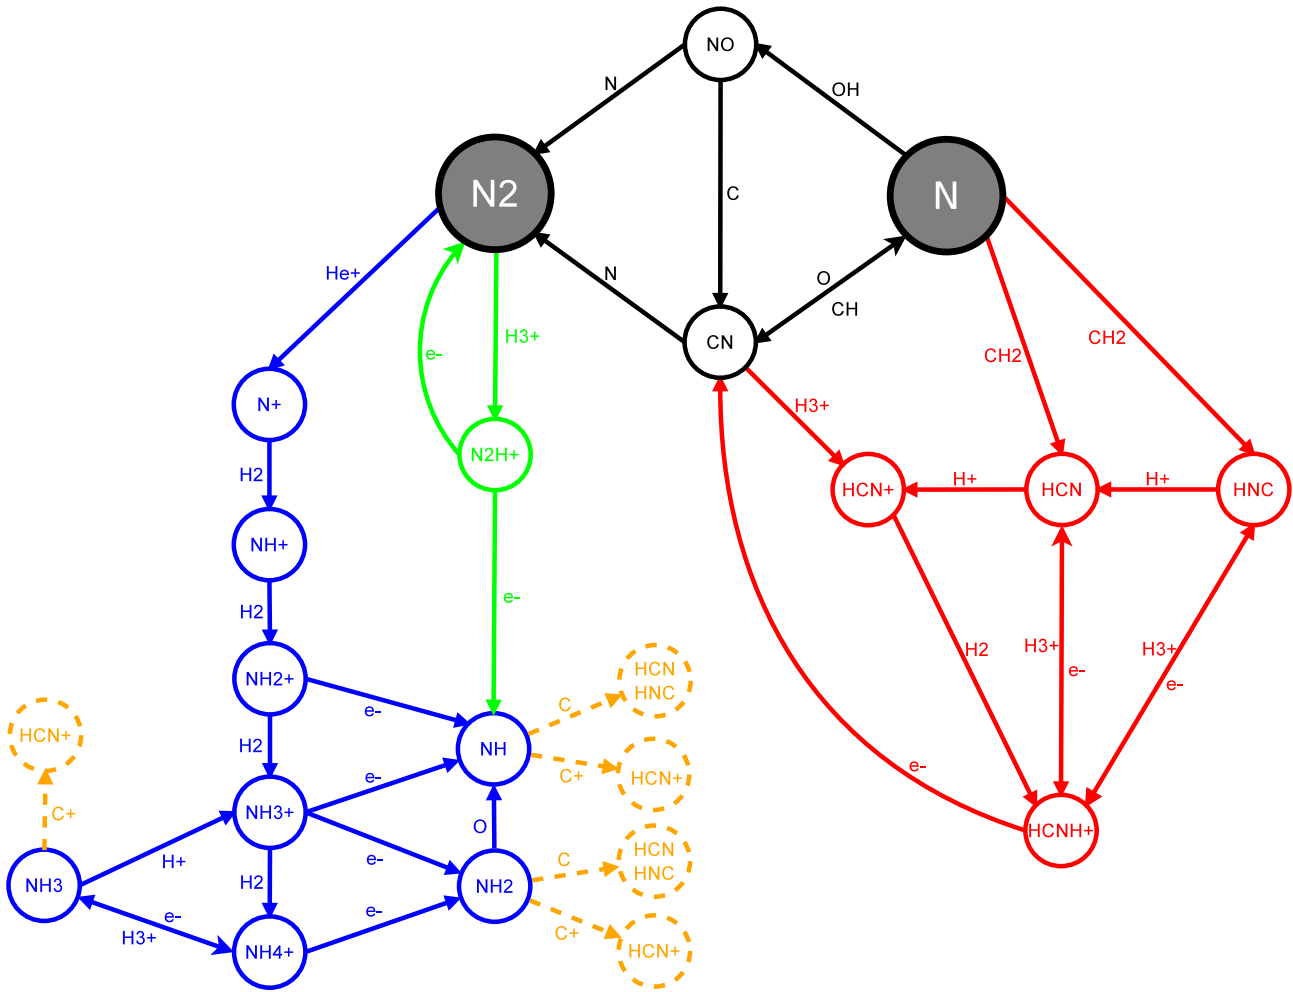 NO
N
OH
N2
N
C
He+
N
O
CH
H3+
e-
CN
CH2
CH2
N+
H3+
H2
N2H+
HCN+
H+
HCN
H+
HNC
NH+
H2
e-
NH2+
e-
HCN
HNC
C
H2
H3+
e-
H3+
e-
HCN+
H2
NH
C+
HCN+
e-
e-
C+
NH3+
O
HCNH+
H+
e-
C
HCN
HNC
NH3
H2
NH2
e-
H3+
e-
C+
NH4+
HCN+